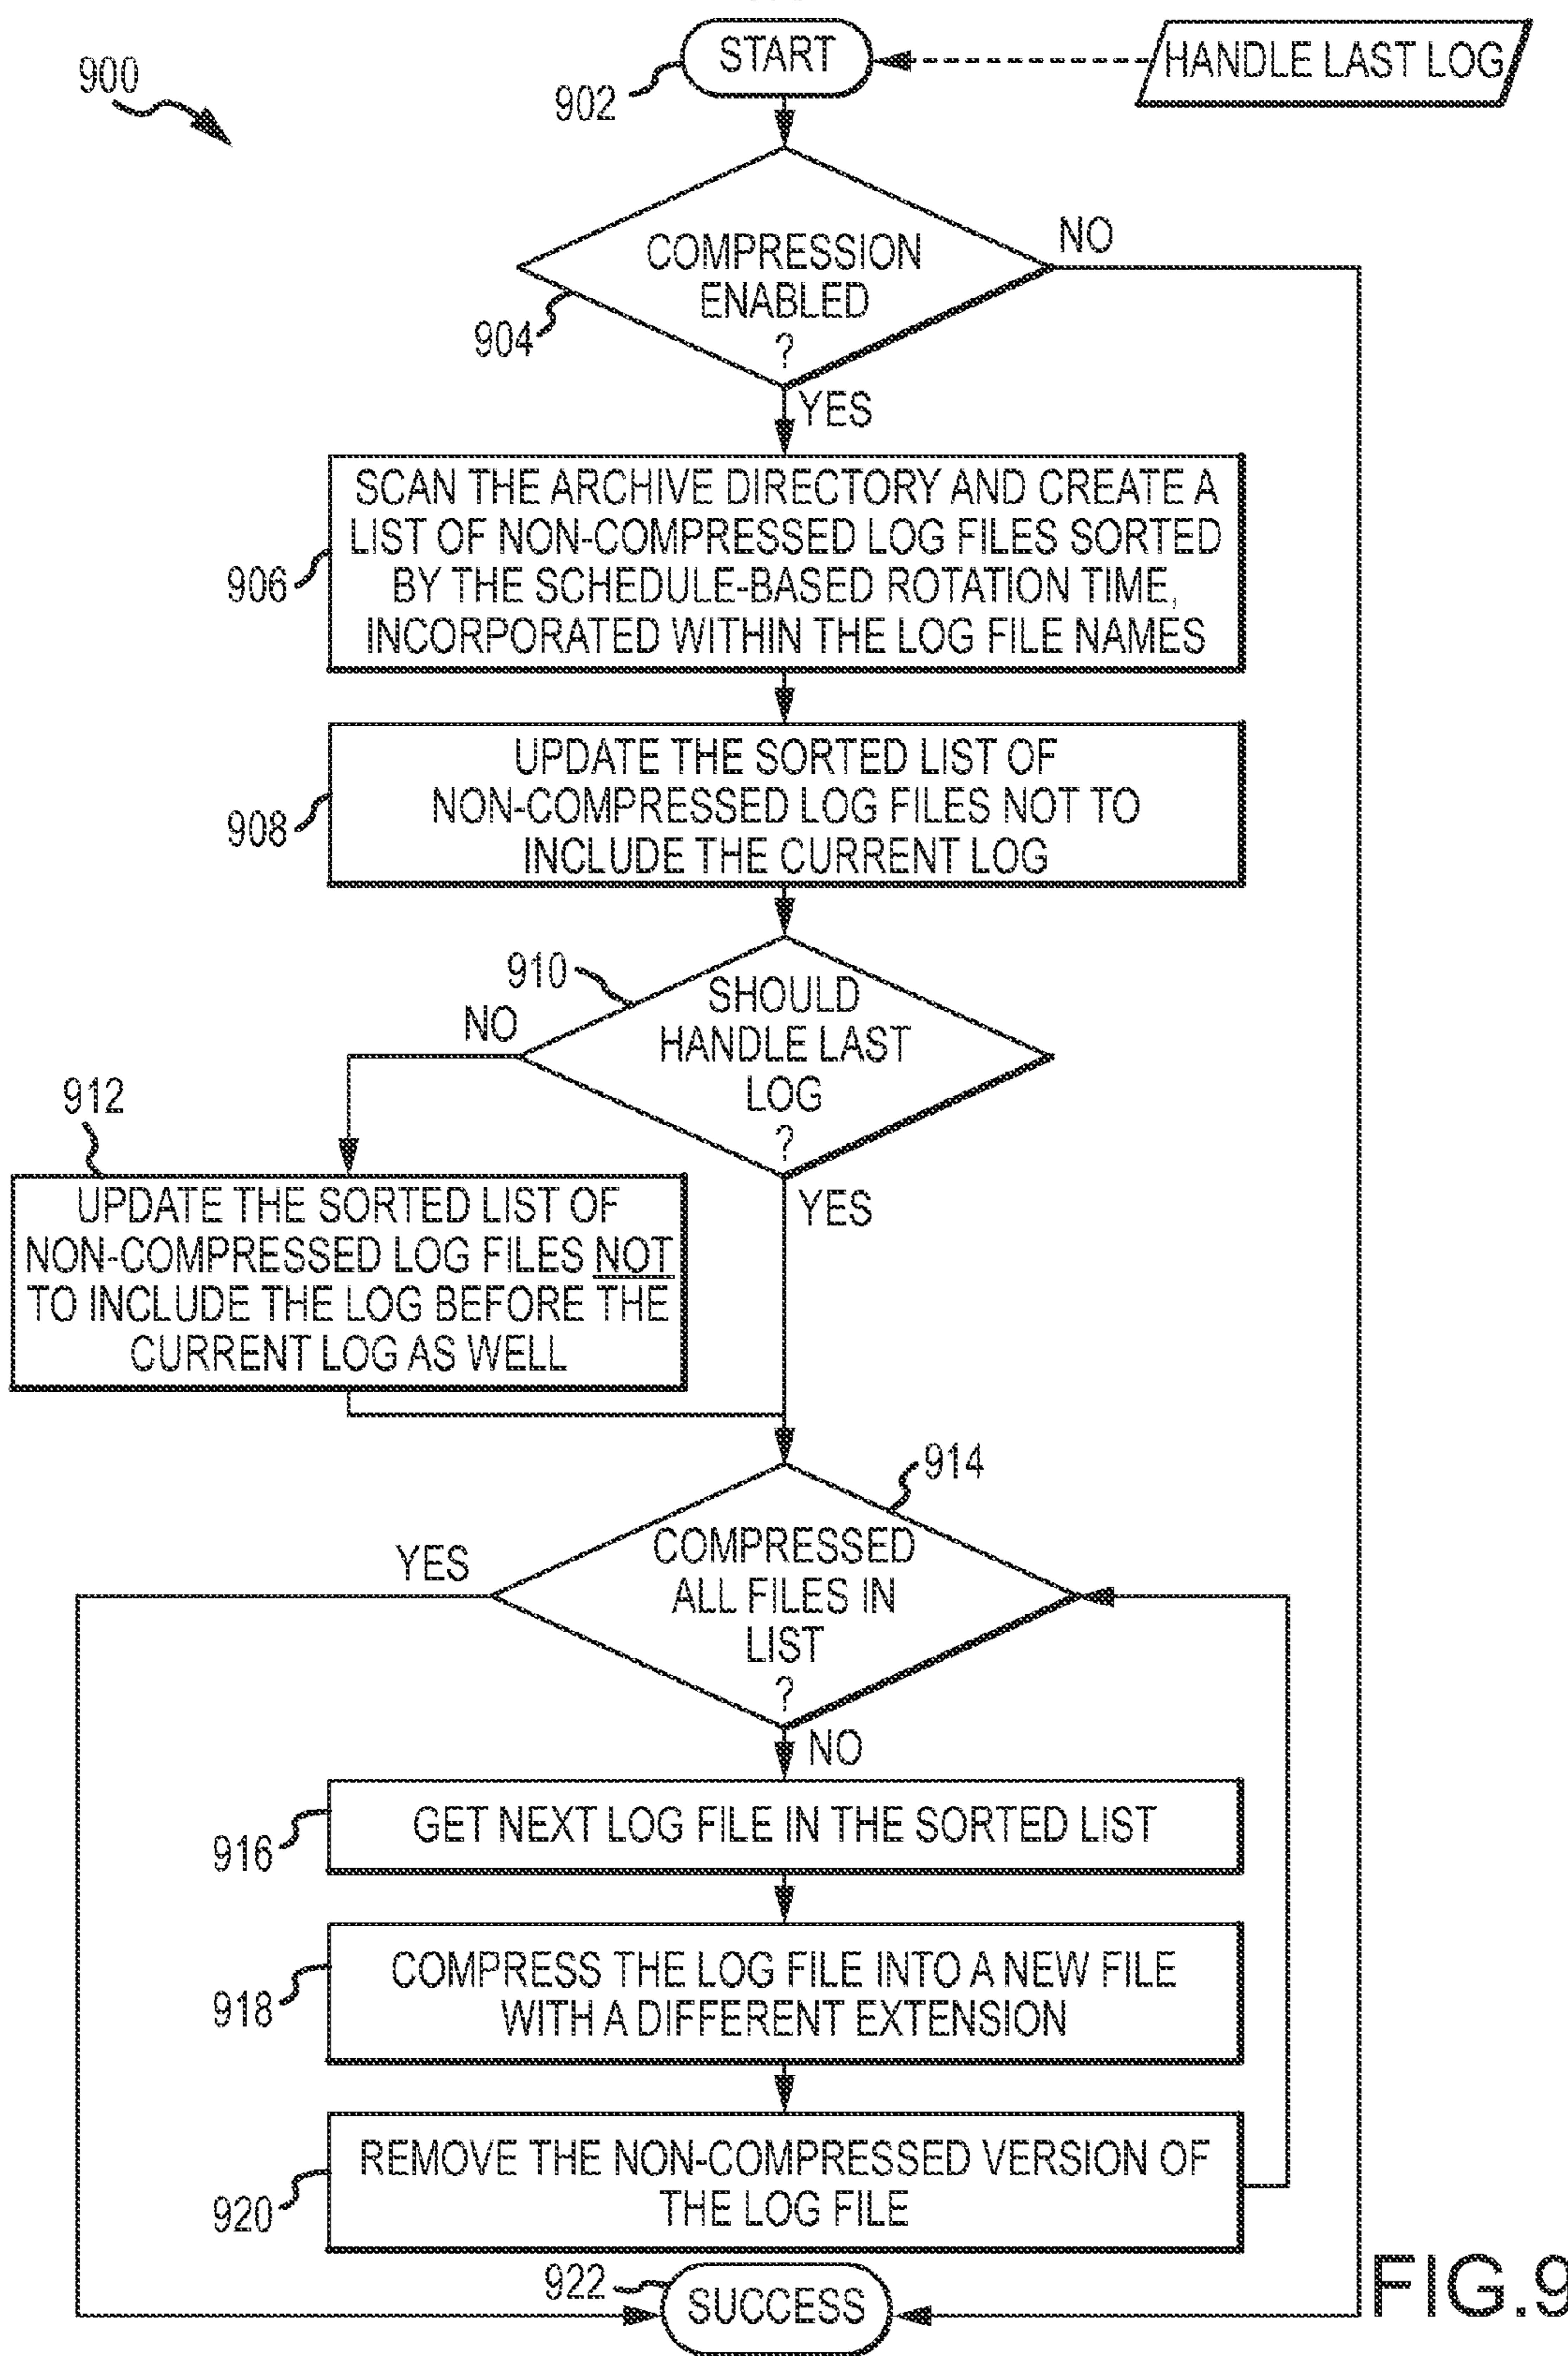 900
902
START
HANDLE LAST LOG
904
COMPRESSION
ENABLED
?
NO
YES
906
SCAN THE ARCHIVE DIRECTORY AND CREATE A
LIST OF NON-COMPRESSED LOG FILES SORTED
BY THE SCHEDULE-BASED ROTATION TIME,
INCORPORATED WITHIN THE LOG FILE NAMES
908
UPDATE THE SORTED LIST OF
NON-COMPRESSED LOG FILES NOT TO
INCLUDE THE CURRENT LOG
910
SHOULD
HANDLE LAST
LOG
?
NO
YES
912
UPDATE THE SORTED LIST OF
NON-COMPRESSED LOG FILES NOT
TO INCLUDE THE LOG BEFORE THE
CURRENT LOG AS WELL
914
COMPRESSED
ALL FILES IN
LIST
?
YES
NO
916
GET NEXT LOG FILE IN THE SORTED LIST
918
COMPRESS THE LOG FILE INTO A NEW FILE
WITH A DIFFERENT EXTENSION
920
REMOVE THE NON-COMPRESSED VERSION OF
THE LOG FILE
922
SUCCESS
FIG.9